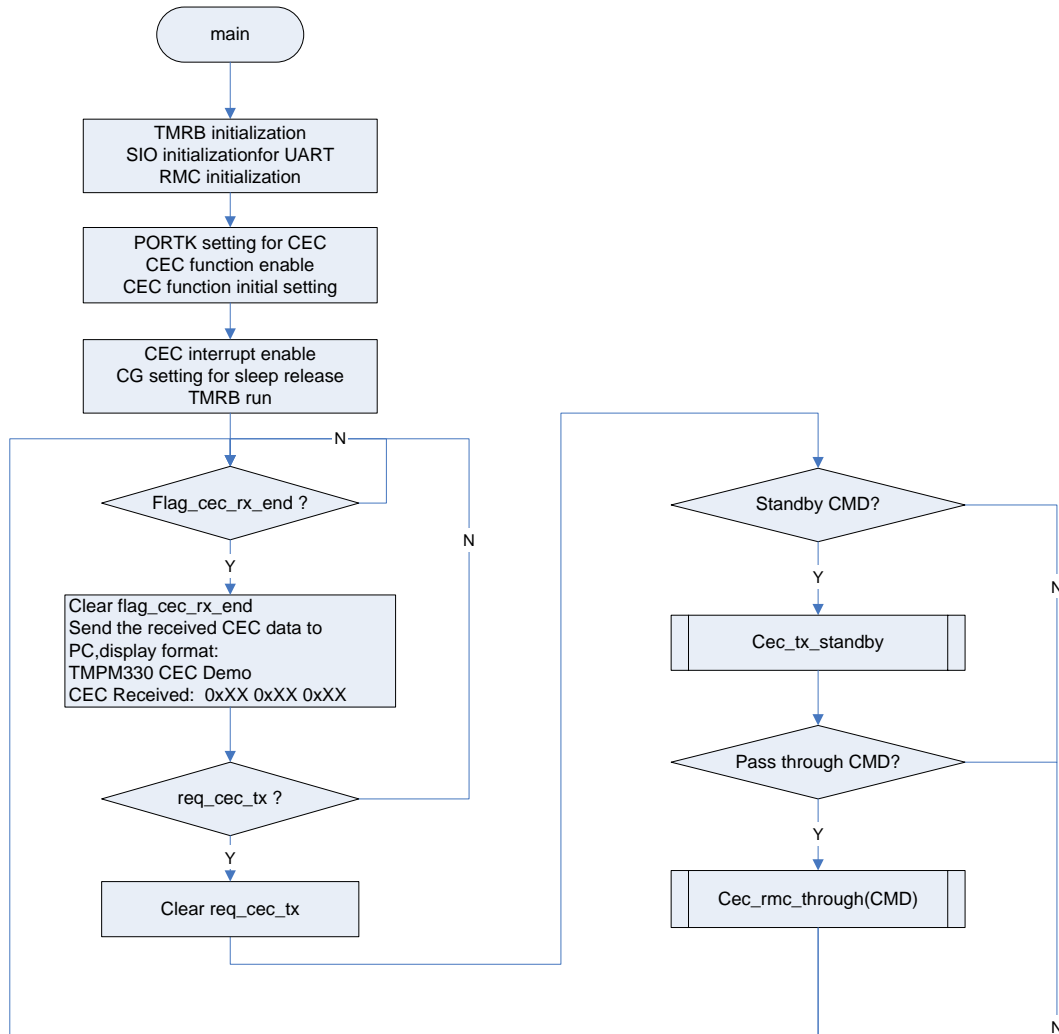 main
TMRB initialization
SIO initializationfor UART
RMC initialization
PORTK setting for CEC
CEC function enable
CEC function initial setting
CEC interrupt enable
CG setting for sleep release
TMRB run
N
Flag_cec_rx_end ?
N
Y
Clear flag_cec_rx_end
Send the received CEC data to
PC,display format:
TMPM330 CEC Demo
CEC Received:  0xXX 0xXX 0xXX
req_cec_tx ?
Y
Clear req_cec_tx
Standby CMD?
Y
N
Cec_tx_standby
Pass through CMD?
Y
Cec_rmc_through(CMD)
N